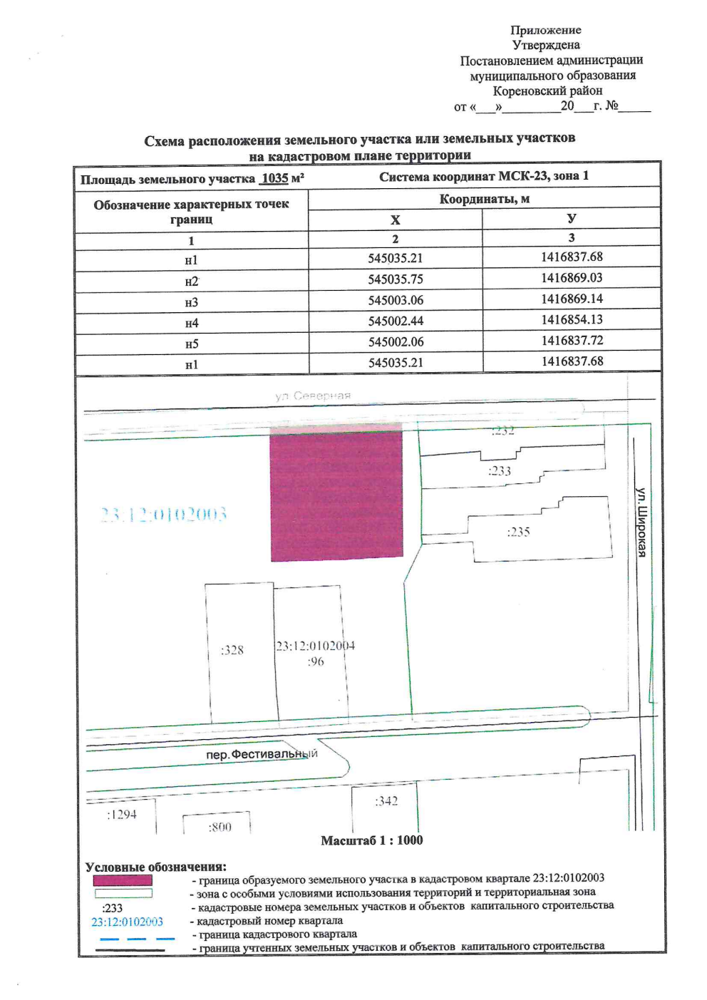 Приложение
Утверждена
Постановлением администрации
муниципального образования
Кореновский район
от «___»_________20___г. №_____
Схема расположения земельного участка или земельных участков
на кадастровом плане территории
Площадь земельного участка 1035 м² Система координат МСК-23, зона 1
Обозначение характерных точек границ Координаты, м
Х У
1 2 3
н1 545035.21 1416837.68
н2 545035.75 1416869.03
н3 545003.06 1416869.14
н4 545002.44 1416854.13
н5 545002.06 1416837.72
н1 545035.21 1416837.68
ул Северная
:232
:233
23:12:0102003
ул. Широкая
:235
:328
23:12:0102004
:96
пер.Фестивальный
:1294
:342
:800
Масштаб 1 : 1000
Условные обозначения:
- граница образуемого земельного участка в кадастровом квартале 23:12:0102003
- зона с особыми условиями использования территорий и территориальная зона
:233 - кадастровые номера земельных участков и объектов капитального строительства
23:12:0102003 - кадастровый номер квартала
- граница кадастрового квартала
- граница учтенных земельных участков и объектов капитального строительства